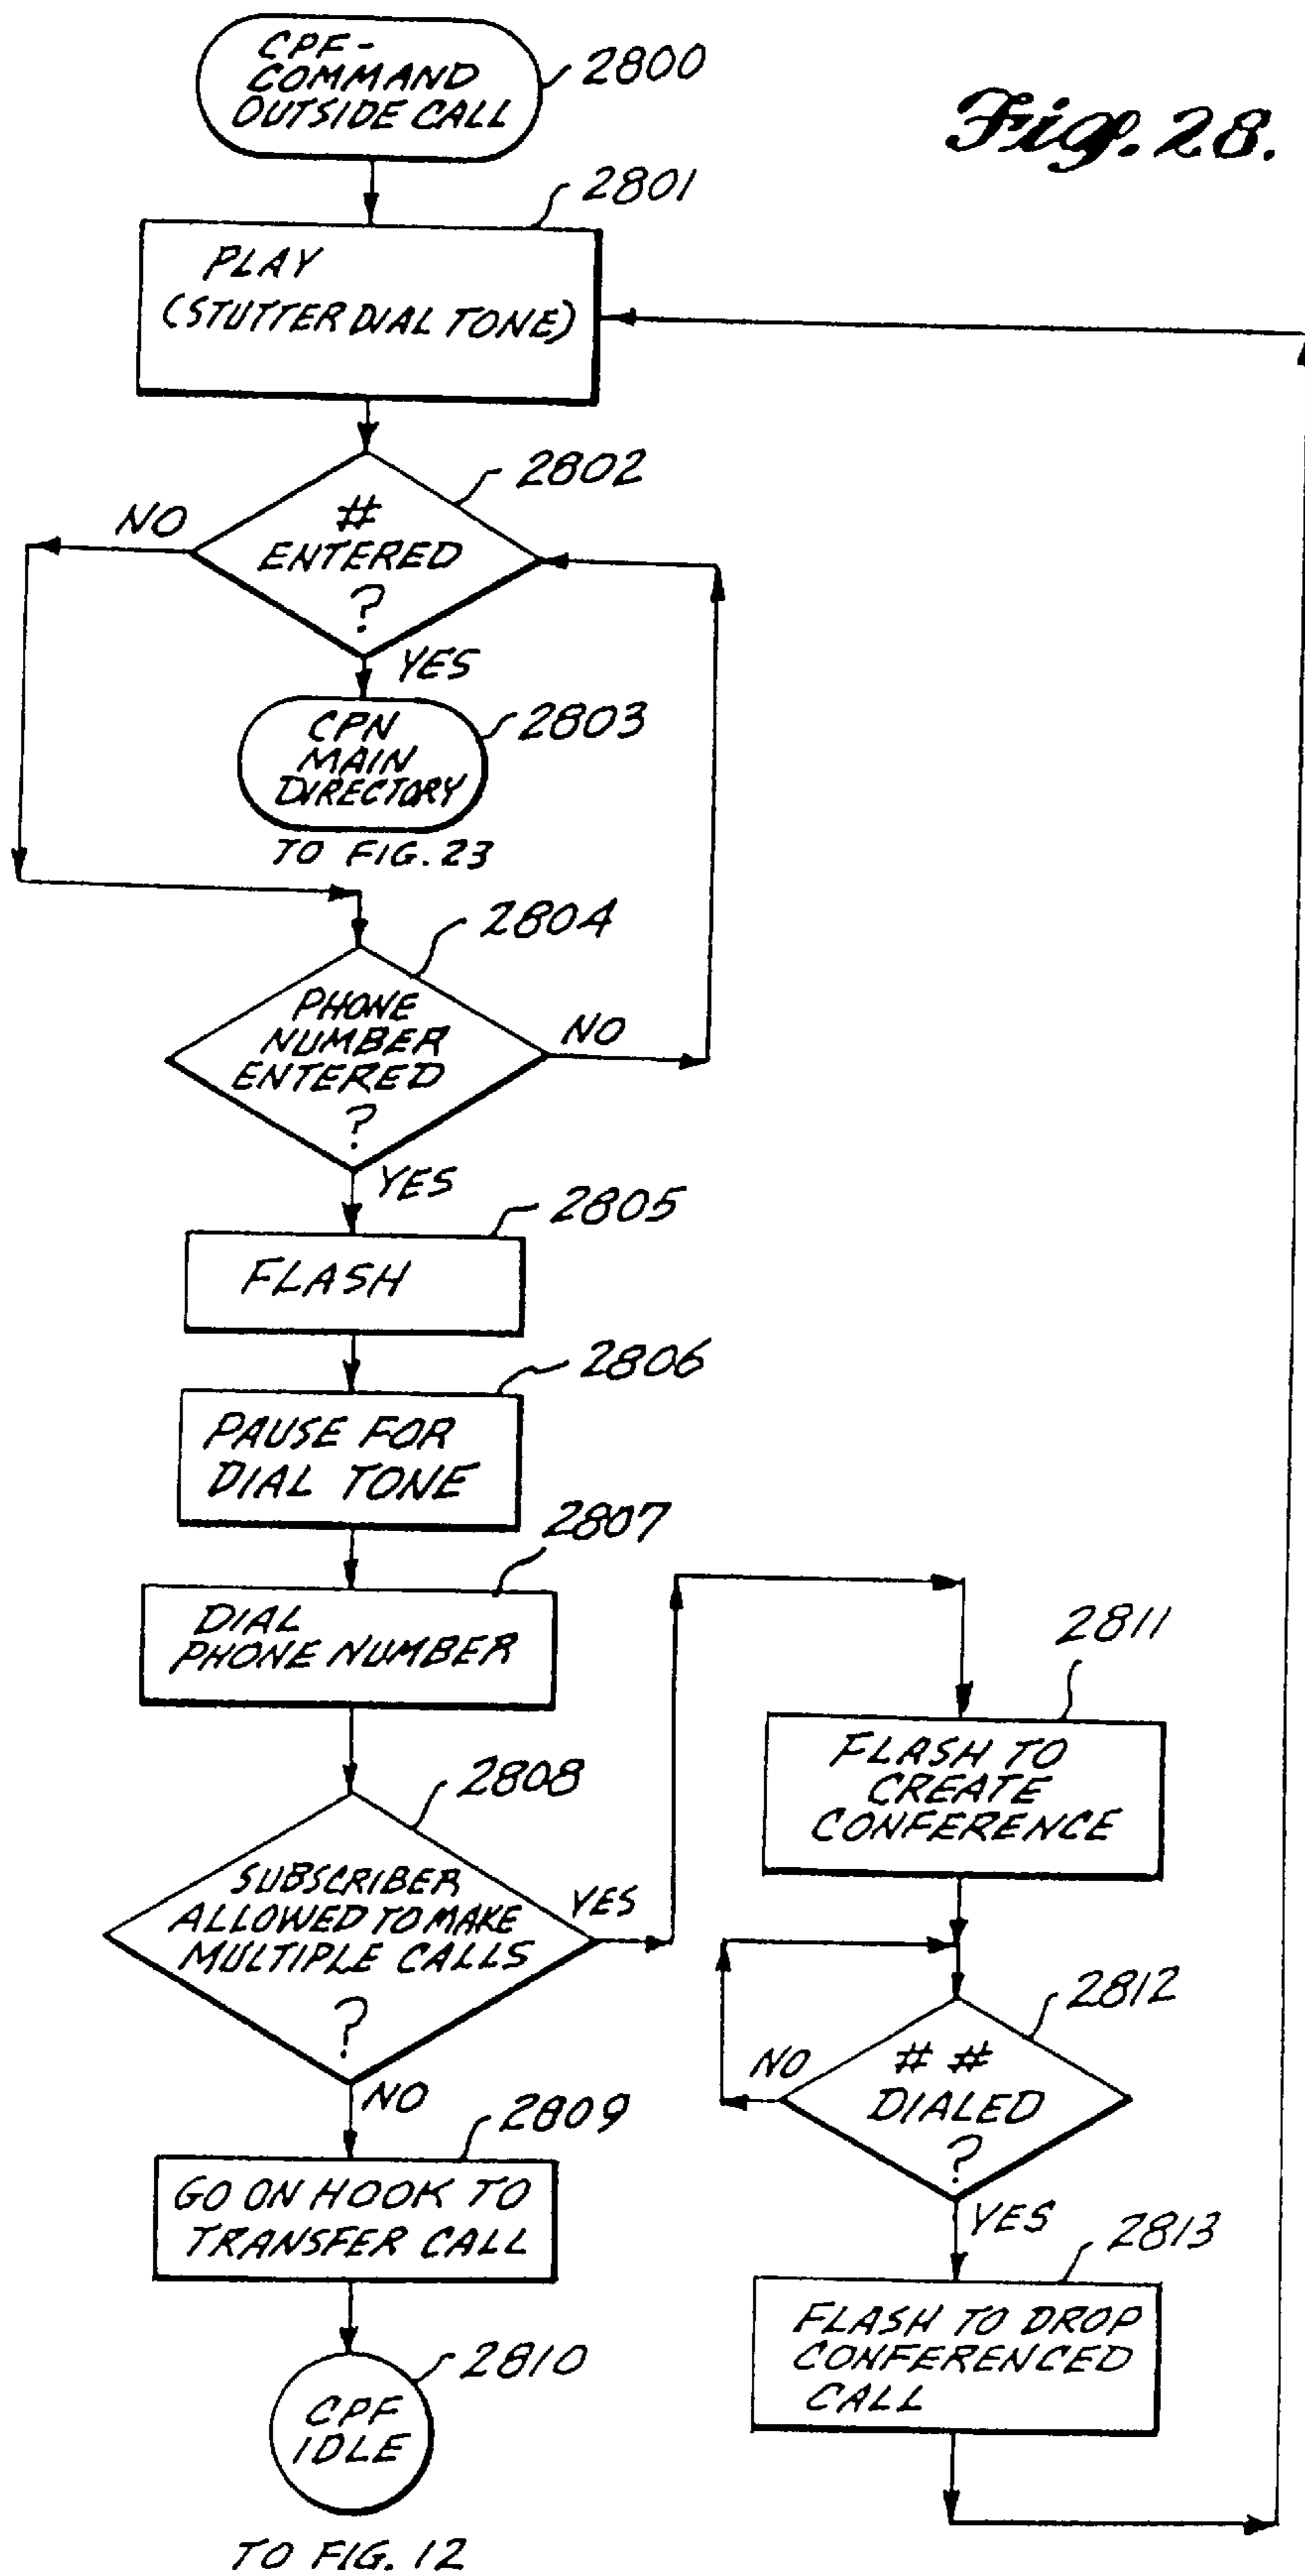 CPF-
COMMAND
OUTSIDE CALL
2800
Fig. 28.
2801
PLAY
(STUTTER DIAL TONE)
2802
NO
#
ENTERED
?
YES
CPN
MAIN
DIRECTORY
2803
TO FIG. 23
2804
PHONE
NUMBER
ENTERED
?
NO
YES
2805
FLASH
2806
PAUSE FOR
DIAL TONE
2807
DIAL
PHONE NUMBER
2808
SUBSCRIBER
ALLOWED TO MAKE
MULTIPLE CALLS
?
YES
NO
2809
GO ON HOOK TO
TRANSFER CALL
2810
CPF
IDLE
TO FIG. 12
2811
FLASH TO
CREATE
CONFERENCE
2812
NO
# #
DIALED
?
YES
2813
FLASH TO DROP
CONFERENCED
CALL